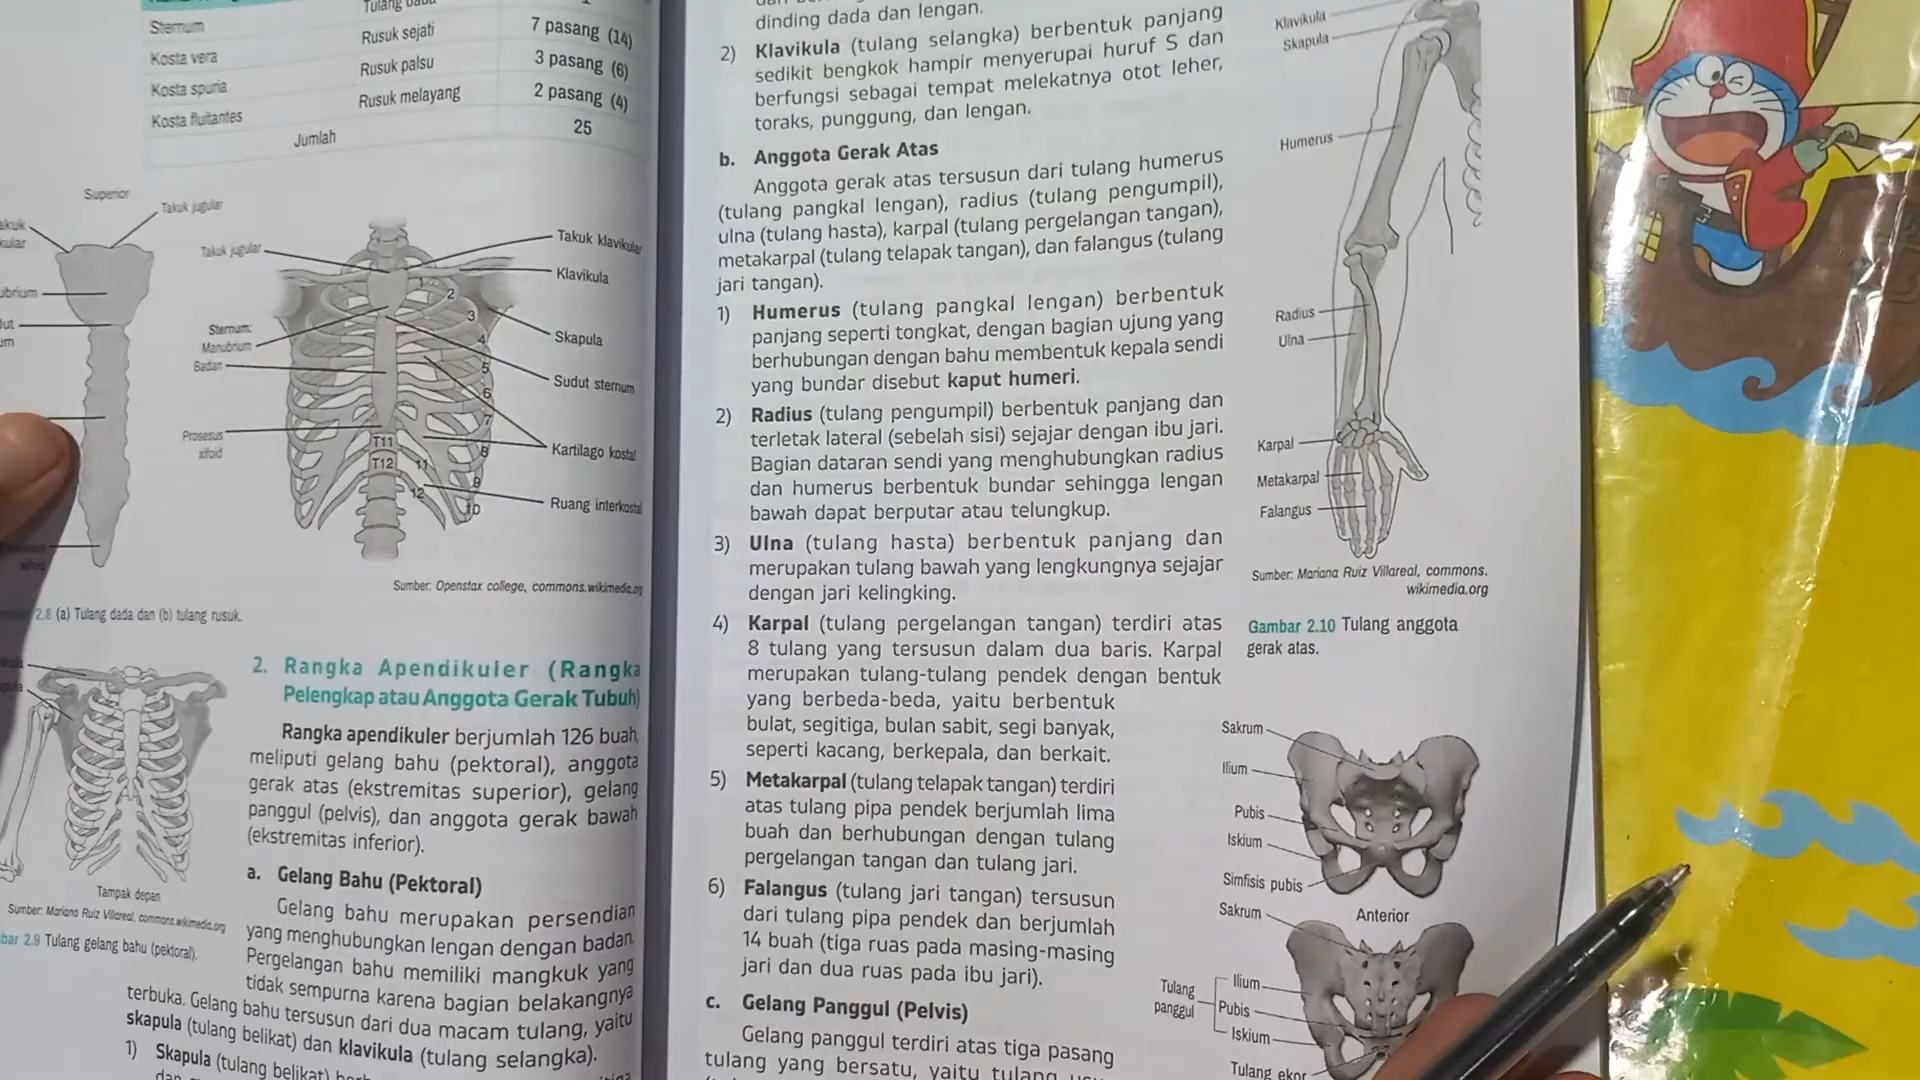 Tulang dada
Sternum
Rusuk sejati
7 pasang (14)
Kosta vera
Rusuk palsu
3 pasang (6)
Kosta spuria
Rusuk melayang
2 pasang (4)
Kosta fluitantes
Jumlah
25
Superior
Takuk jugular
Takuk jugular
Takuk klavikular
Klavikula
Sternum:
Manubrium
Badan
Skapula
Sudut sternum
Prosesus
xifoid
Kartilago kostal
Ruang interkostal
1
2
3
4
5
6
7
8
9
10
11
12
T11
T12
Sumber: Openstax college, commons.wikimedia.org
2.8 (a) Tulang dada dan (b) tulang rusuk.
2. Rangka Apendikuler (Rangka
Pelengkap atau Anggota Gerak Tubuh)
Rangka apendikuler berjumlah 126 buah,
meliputi gelang bahu (pektoral), anggota
gerak atas (ekstremitas superior), gelang
panggul (pelvis), dan anggota gerak bawah
(ekstremitas inferior).
a. Gelang Bahu (Pektoral)
Gelang bahu merupakan persendian
yang menghubungkan lengan dengan badan.
Pergelangan bahu memiliki mangkuk yang
tidak sempurna karena bagian belakangnya
terbuka. Gelang bahu tersusun dari dua macam tulang, yaitu
skapula (tulang belikat) dan klavikula (tulang selangka).
1) Skapula (tulang belikat)
Tampak depan
Sumber: Mariana Ruiz Villareal, commons.wikimedia.org
bar 2.9 Tulang gelang bahu (pektoral).
dinding dada dan lengan.
2) Klavikula (tulang selangka) berbentuk panjang
sedikit bengkok hampir menyerupai huruf S dan
berfungsi sebagai tempat melekatnya otot leher,
toraks, punggung, dan lengan.
b. Anggota Gerak Atas
Anggota gerak atas tersusun dari tulang humerus
(tulang pangkal lengan), radius (tulang pengumpil),
ulna (tulang hasta), karpal (tulang pergelangan tangan),
metakarpal (tulang telapak tangan), dan falangus (tulang
jari tangan).
1) Humerus (tulang pangkal lengan) berbentuk
panjang seperti tongkat, dengan bagian ujung yang
berhubungan dengan bahu membentuk kepala sendi
yang bundar disebut kaput humeri.
2) Radius (tulang pengumpil) berbentuk panjang dan
terletak lateral (sebelah sisi) sejajar dengan ibu jari.
Bagian dataran sendi yang menghubungkan radius
dan humerus berbentuk bundar sehingga lengan
bawah dapat berputar atau telungkup.
3) Ulna (tulang hasta) berbentuk panjang dan
merupakan tulang bawah yang lengkungnya sejajar
dengan jari kelingking.
4) Karpal (tulang pergelangan tangan) terdiri atas
8 tulang yang tersusun dalam dua baris. Karpal
merupakan tulang-tulang pendek dengan bentuk
yang berbeda-beda, yaitu berbentuk
bulat, segitiga, bulan sabit, segi banyak,
seperti kacang, berkepala, dan berkait.
5) Metakarpal (tulang telapak tangan) terdiri
atas tulang pipa pendek berjumlah lima
buah dan berhubungan dengan tulang
pergelangan tangan dan tulang jari.
6) Falangus (tulang jari tangan) tersusun
dari tulang pipa pendek dan berjumlah
14 buah (tiga ruas pada masing-masing
jari dan dua ruas pada ibu jari).
c. Gelang Panggul (Pelvis)
Gelang panggul terdiri atas tiga pasang
tulang yang bersatu, yaitu tulang
Klavikula
Skapula
Humerus
Radius
Ulna
Karpal
Metakarpal
Falangus
Sumber: Mariana Ruiz Villareal, commons.
wikimedia.org
Gambar 2.10 Tulang anggota
gerak atas.
Sakrum
Ilium
Pubis
Iskium
Simfisis pubis
Anterior
Sakrum
Tulang
panggul
Ilium
Pubis
Iskium
Tulang ekor